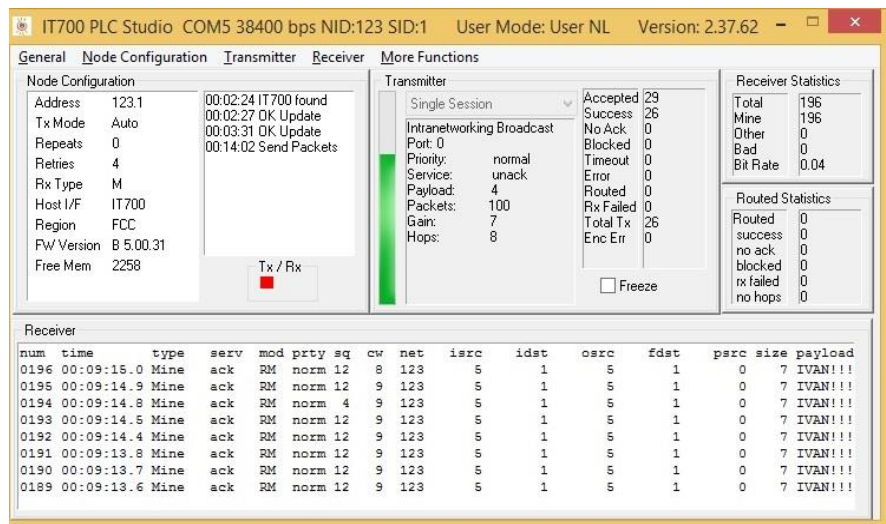 IT700 PLC Studio COM5 38400 bps NID:123 SID:1 User Mode: User NL Version: 2.37.62
General Node Configuration Transmitter Receiver More Functions
Node Configuration
Address 123.1
Tx Mode Auto
Repeats 0
Retries 4
Rx Type M
Host I/F IT700
Region FCC
FW Version B 5.00.31
Free Mem 2258
00:02:24 IT700 found
00:02:27 OK Update
00:03:31 OK Update
00:14:02 Send Packets
Tx / Rx
Transmitter
Single Session
Intranetworking Broadcast
Port: 0
Priority: normal
Service: unack
Payload: 4
Packets: 100
Gain: 7
Hops: 8
Accepted 29
Success 26
No Ack 0
Blocked 0
Timeout 0
Error 0
Routed 0
Rx Failed 0
Total Tx 26
Enc Err 0
Freeze
Receiver Statistics
Total 196
Mine 196
Other 0
Bad 0
Bit Rate 0.04
Routed Statistics
Routed 0
success 0
no ack 0
blocked 0
rx failed 0
no hops 0
Receiver
num time type serv mod prty sq cw net isrc idst osrc fdst psrc size payload
0196 00:09:15.0 Mine ack RM norm 12 8 123 5 1 5 1 0 7 IVAN!!!
0195 00:09:14.9 Mine ack RM norm 12 9 123 5 1 5 1 0 7 IVAN!!!
0194 00:09:14.8 Mine ack RM norm 4 9 123 5 1 5 1 0 7 IVAN!!!
0193 00:09:14.5 Mine ack RM norm 12 9 123 5 1 5 1 0 7 IVAN!!!
0192 00:09:14.4 Mine ack RM norm 12 9 123 5 1 5 1 0 7 IVAN!!!
0191 00:09:13.8 Mine ack RM norm 12 9 123 5 1 5 1 0 7 IVAN!!!
0190 00:09:13.7 Mine ack RM norm 12 9 123 5 1 5 1 0 7 IVAN!!!
0189 00:09:13.6 Mine ack RM norm 12 9 123 5 1 5 1 0 7 IVAN!!!